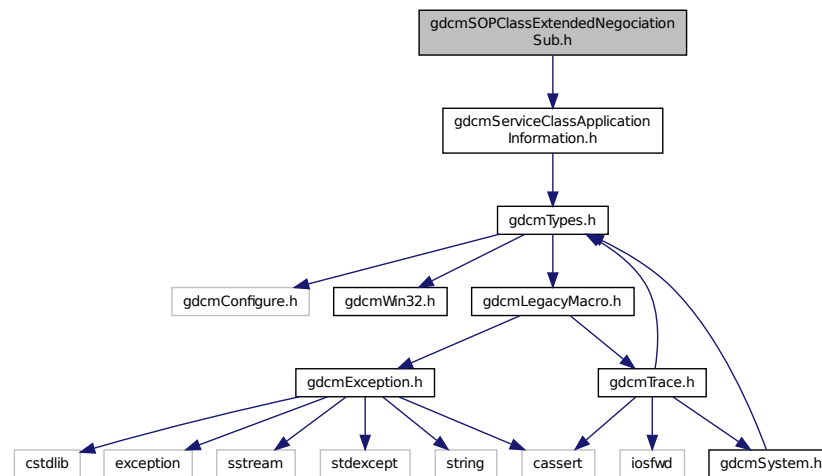 gdcmSOPClassExtendedNegociation
Sub.h
gdcmServiceClassApplication
Information.h
gdcmTypes.h
gdcmConfigure.h
gdcmWin32.h
gdcmLegacyMacro.h
gdcmException.h
gdcmTrace.h
cstdlib
exception
sstream
stdexcept
string
cassert
iosfwd
gdcmSystem.h